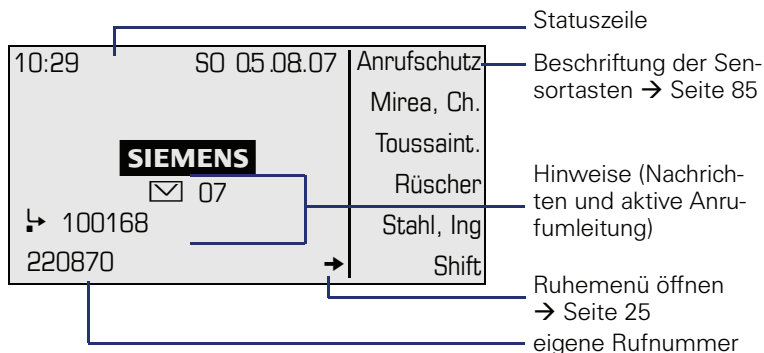 Statuszeile
10:29 SO 05.08.07 Anrufschutz
Beschriftung der Sen-
sortasten → Seite 85
Mirea, Ch.
Toussaint.
SIEMENS
07
Rüscher
Hinweise (Nachrich-
ten und aktive Anru-
fumleitung)
100168
Stahl, Ing
220870 → Shift
Ruhemenü öffnen
→ Seite 25
eigene Rufnummer